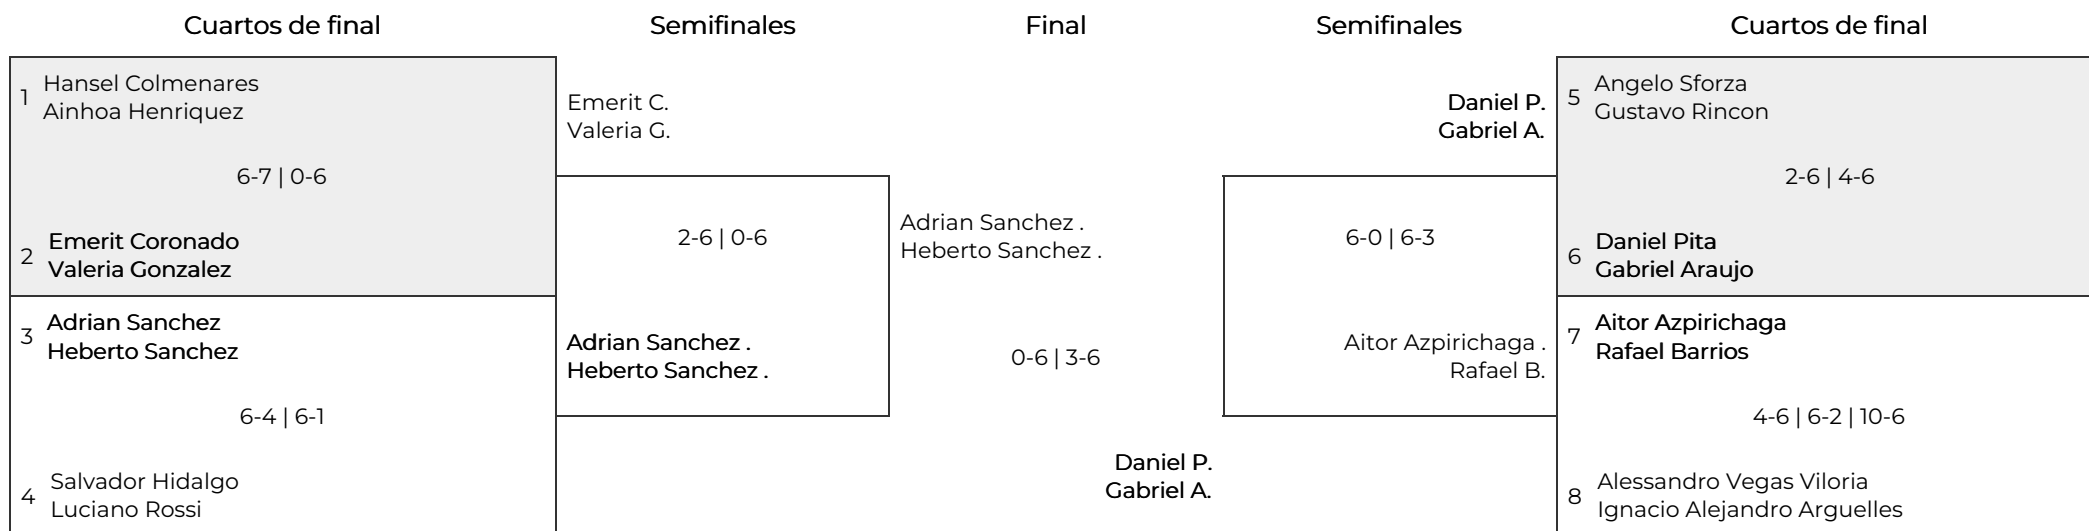 Cuartos de final
Semifinales
Final
Semifinales
Cuartos de final
1
Hansel Colmenares
Ainhoa Henriquez
6-7 | 0-6
2
Emerit Coronado
Valeria Gonzalez
3
Adrian Sanchez
Heberto Sanchez
6-4 | 6-1
4
Salvador Hidalgo
Luciano Rossi
Emerit C.
Valeria G.
2-6 | 0-6
Adrian Sanchez .
Heberto Sanchez .
Adrian Sanchez .
Heberto Sanchez .
0-6 | 3-6
Daniel P.
Gabriel A.
Daniel P.
Gabriel A.
6-0 | 6-3
Aitor Azpirichaga .
Rafael B.
5
Angelo Sforza
Gustavo Rincon
2-6 | 4-6
6
Daniel Pita
Gabriel Araujo
7
Aitor Azpirichaga
Rafael Barrios
4-6 | 6-2 | 10-6
8
Alessandro Vegas Viloria
Ignacio Alejandro Arguelles